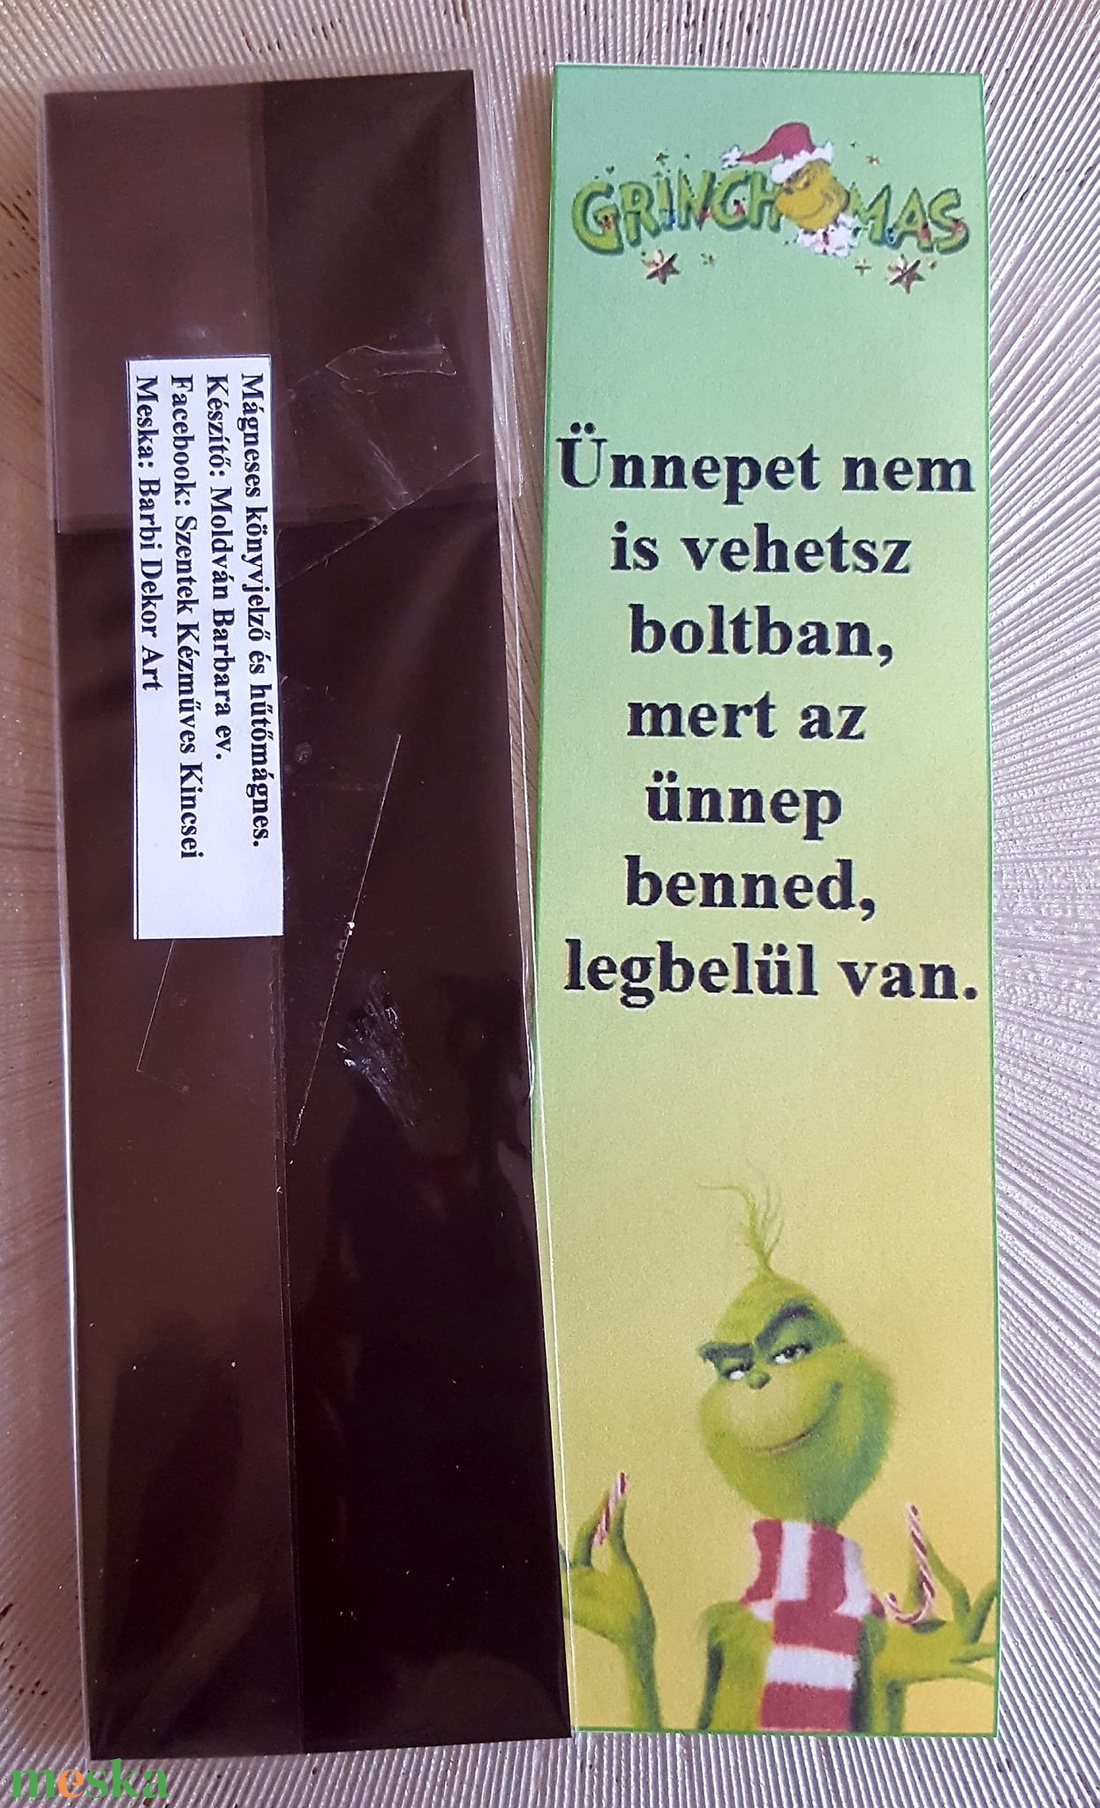 Mágneses könyvjelző és hűtőmágnes.
Készítő: Moldván Barbara ev.
Facebook: Szentek Kézműves Kincsei
Meska: Barbi Dekor Art
GRINCHMAS
Ünnepet nem
is vehetsz
boltban,
mert az
ünnep
benned,
legbelül van.
meska